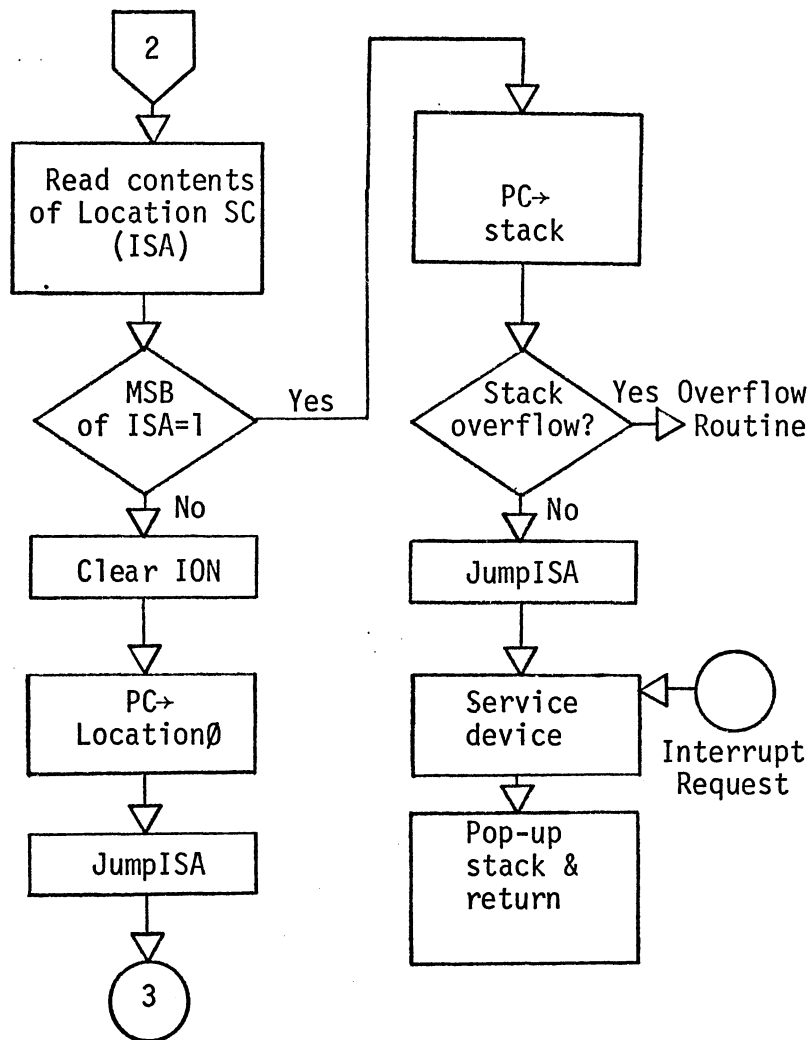 2
Read contents
of Location SC
(ISA)
MSB
of ISA=1
Yes
No
Clear ION
PC→
LocationØ
JumpISA
3
PC→
stack
Stack
overflow?
Yes Overflow
Routine
No
JumpISA
Service
device
Interrupt
Request
Pop-up
stack &
return